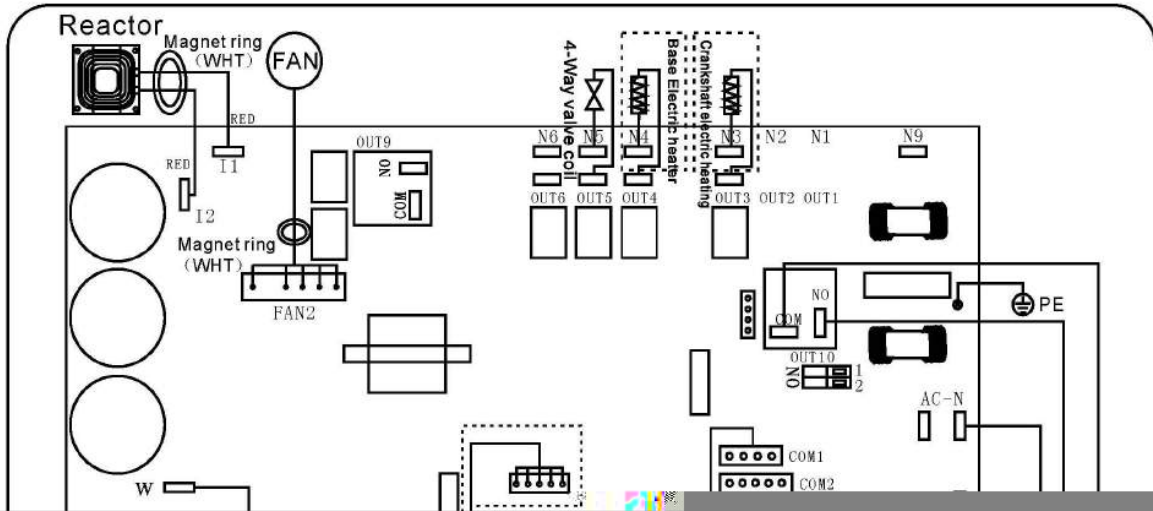 Reactor
Magnet ring
(WHT)
FAN
4-Way valve coil
Base Electric heater
Crankshaft electric heating
RED
RED
I1
I2
OUT9
NO
COM
N6
N5
N4
N3
N2
N1
N9
OUT6
OUT5
OUT4
OUT3
OUT2
OUT1
Magnet ring
(WHT)
FAN2
COM
NO
PE
OUT10
ON
1
2
AC-N
COM1
COM2
W